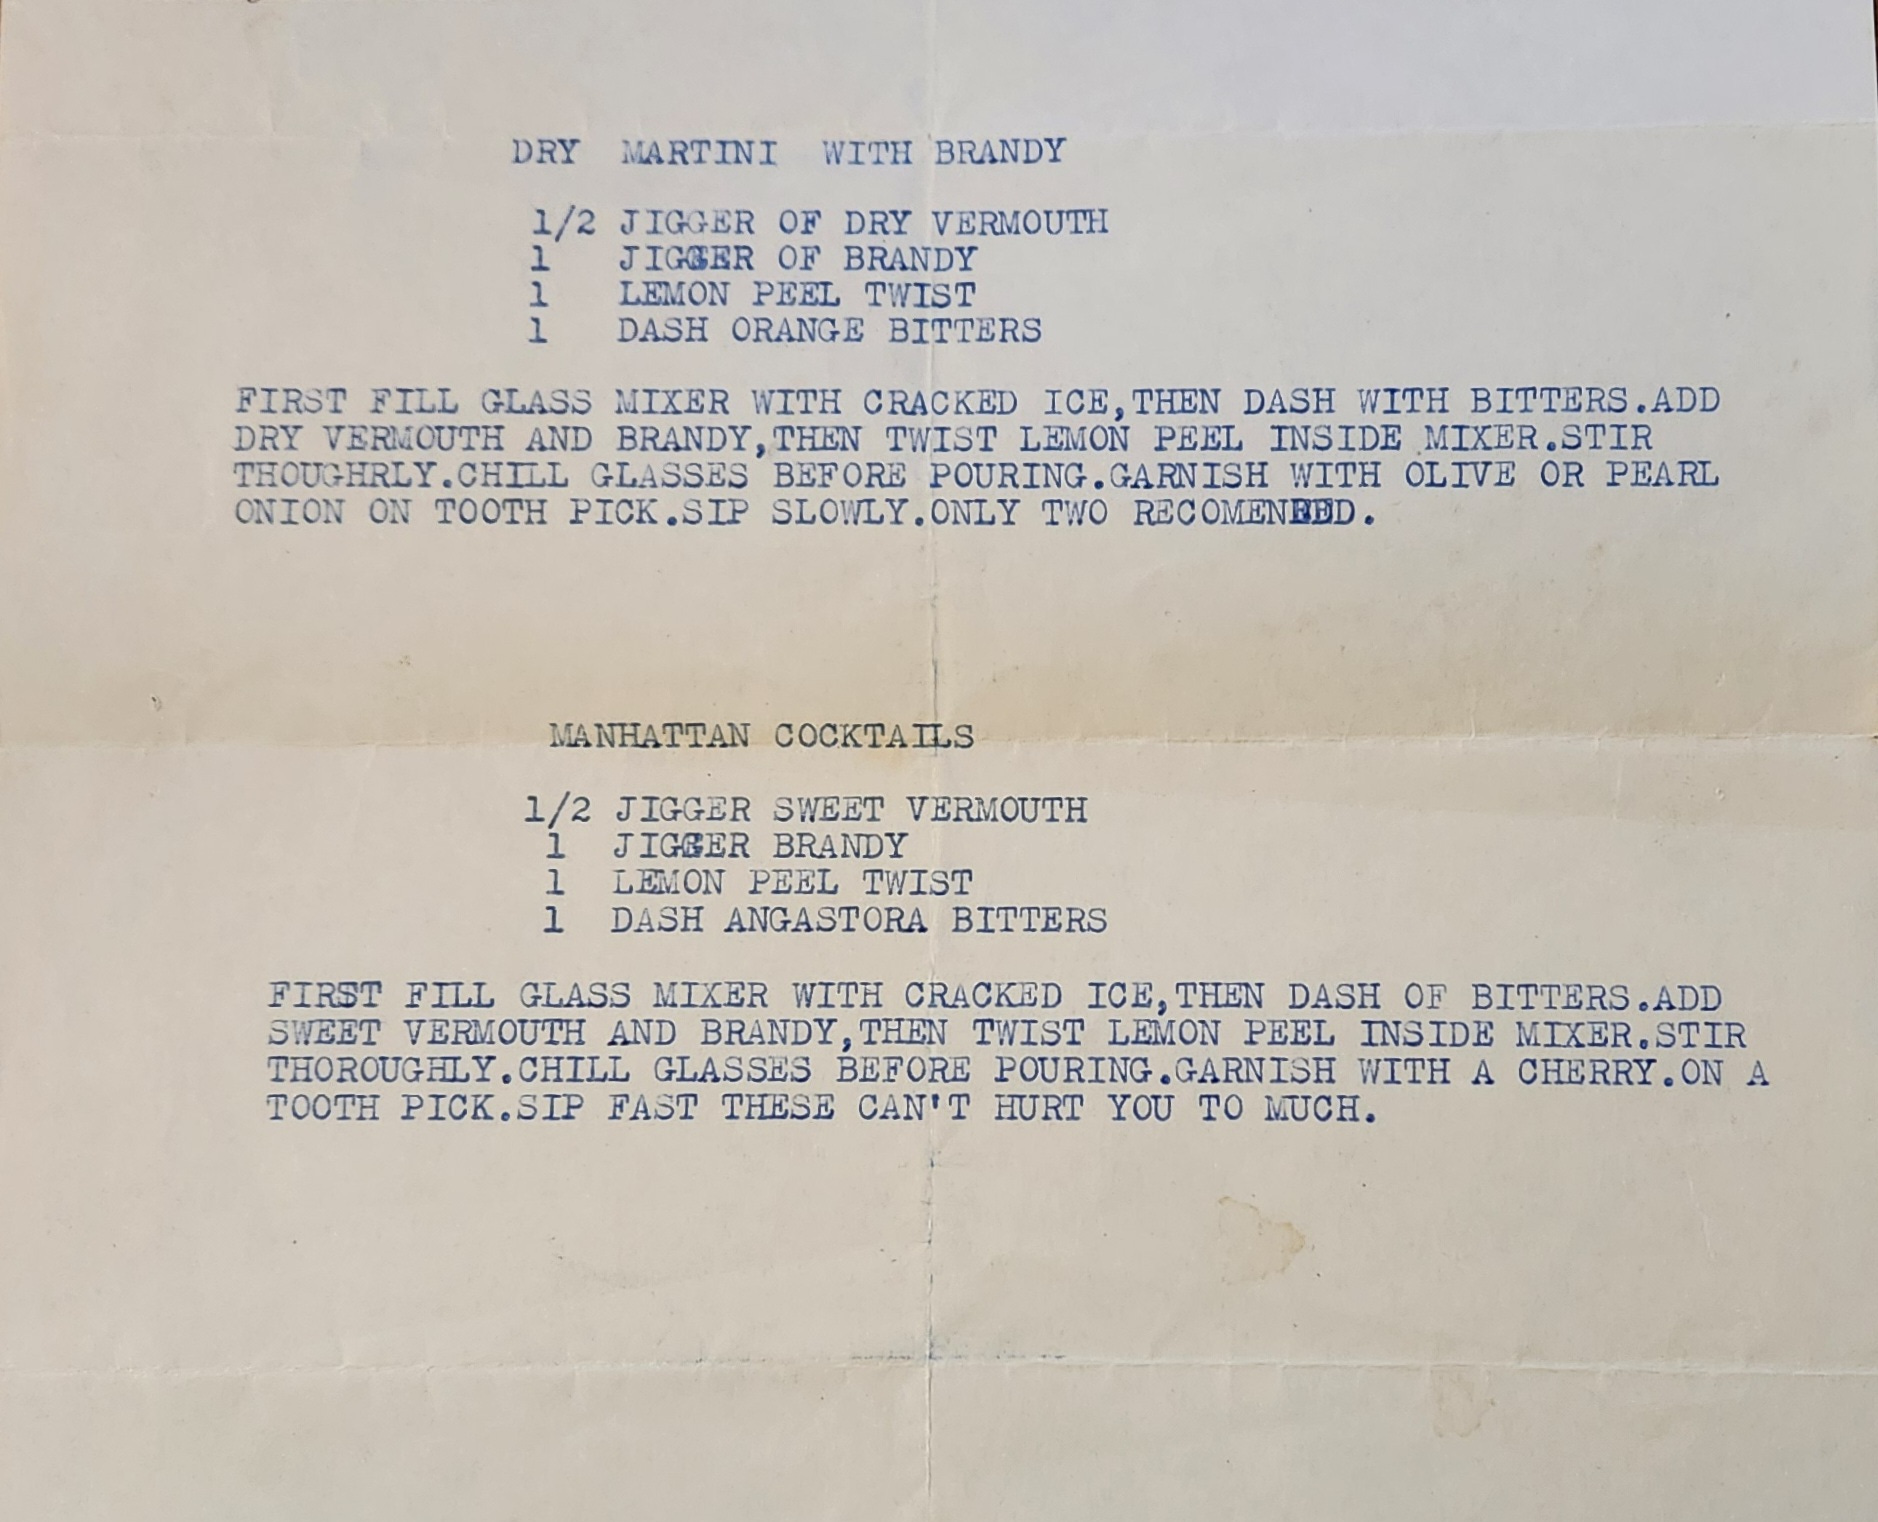 DRY MARTINI WITH BRANDY
1/2 JIGGER OF DRY VERMOUTH
1 JIGGER OF BRANDY
1 LEMON PEEL TWIST
1 DASH ORANGE BITTERS
FIRST FILL GLASS MIXER WITH CRACKED ICE,THEN DASH WITH BITTERS.ADD
DRY VERMOUTH AND BRANDY,THEN TWIST LEMON PEEL INSIDE MIXER.STIR
THOUGHRLY.CHILL GLASSES BEFORE POURING.GARNISH WITH OLIVE OR PEARL
ONION ON TOOTH PICK.SIP SLOWLY.ONLY TWO RECOMENDED.
MANHATTAN COCKTAILS
1/2 JIGGER SWEET VERMOUTH
1 JIGGER BRANDY
1 LEMON PEEL TWIST
1 DASH ANGASTORA BITTERS
FIRST FILL GLASS MIXER WITH CRACKED ICE,THEN DASH OF BITTERS.ADD
SWEET VERMOUTH AND BRANDY,THEN TWIST LEMON PEEL INSIDE MIXER.STIR
THOROUGHLY.CHILL GLASSES BEFORE POURING.GARNISH WITH A CHERRY.ON A
TOOTH PICK.SIP FAST THESE CAN'T HURT YOU TO MUCH.